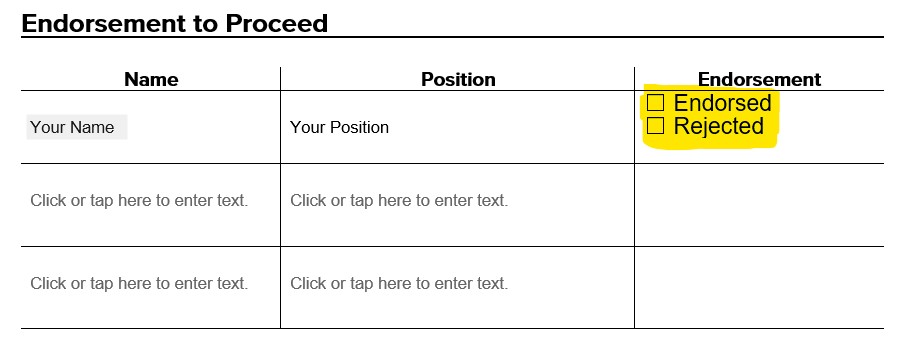 Endorsement to Proceed
Name Position Endorsement
☐ Endorsed
Your Name Your Position
☐ Rejected
Click or tap here to enter text. Click or tap here to enter text.
Click or tap here to enter text. Click or tap here to enter text.